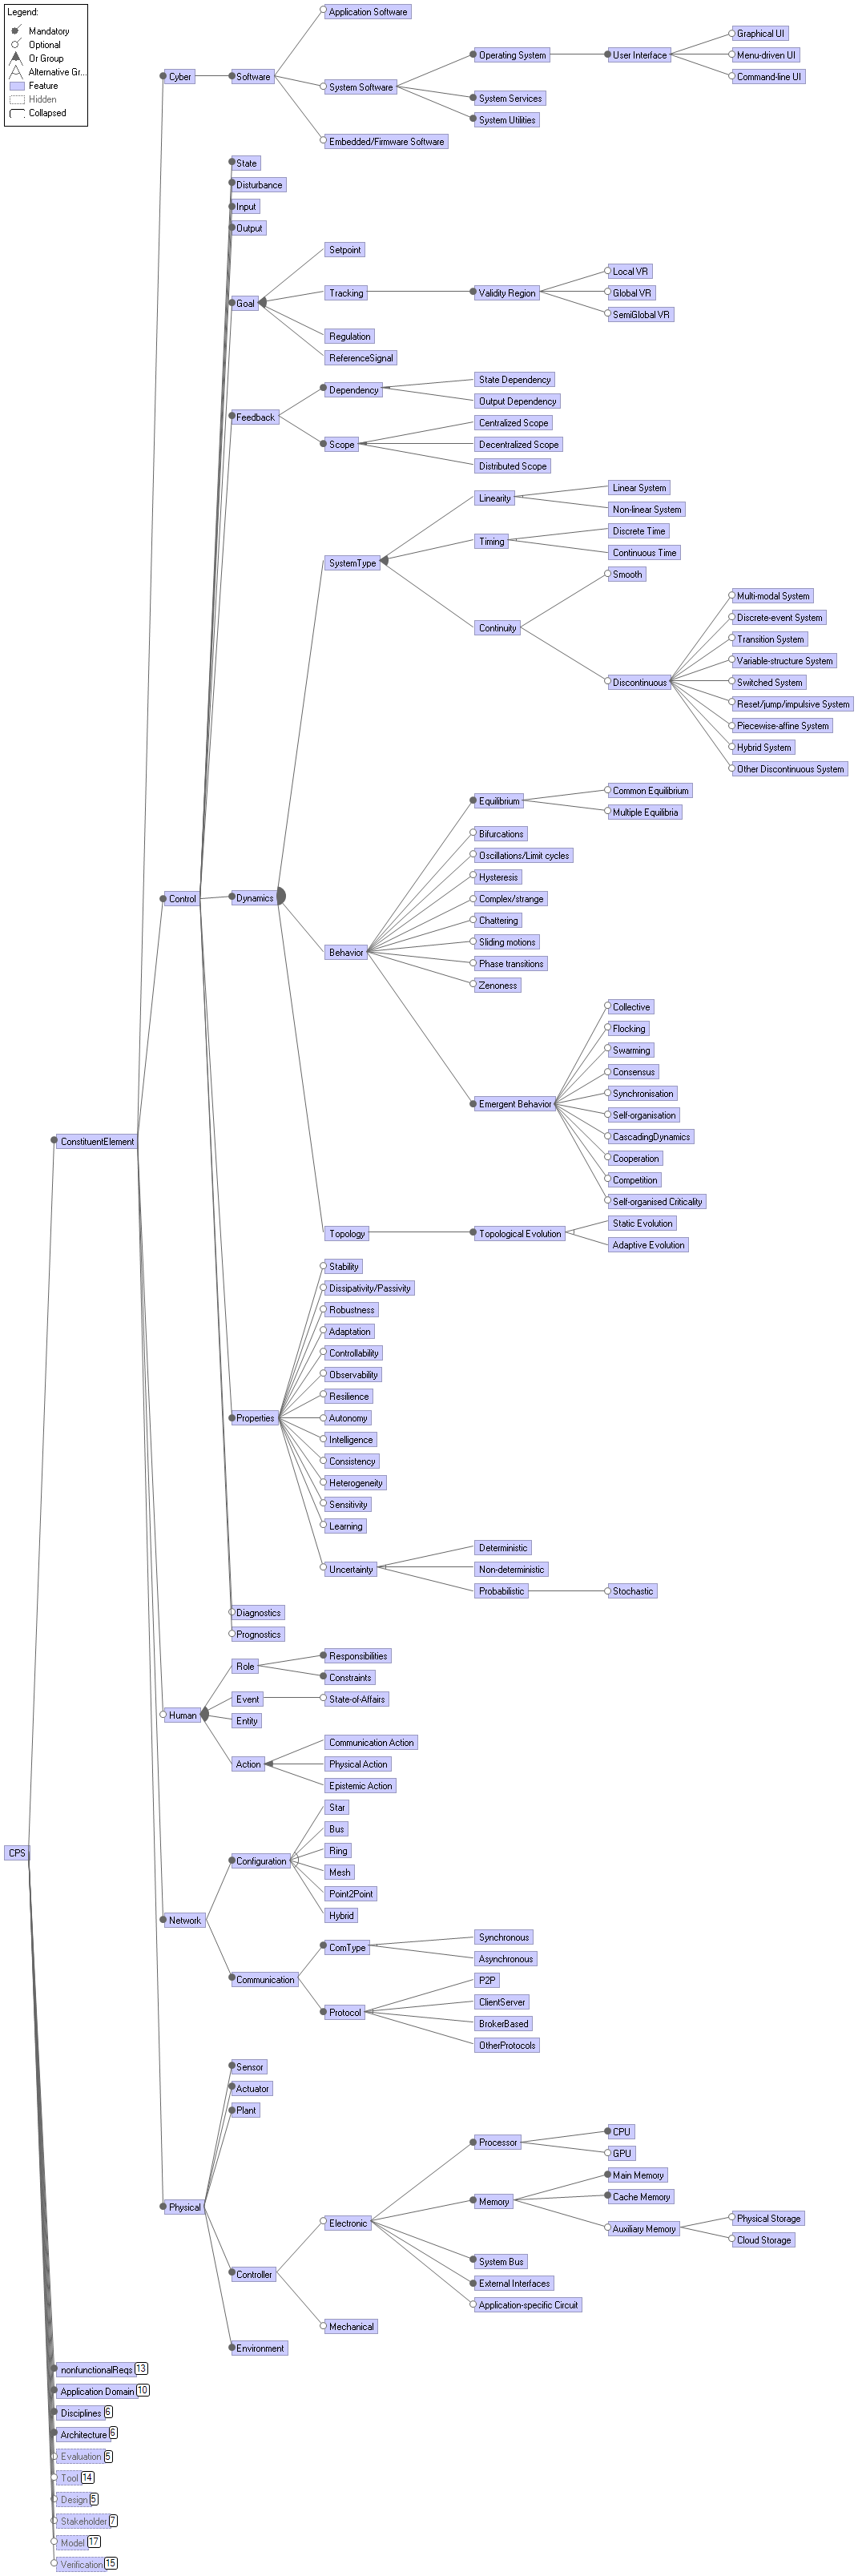 Legend:
Mandatory
Optional
Or Group
Alternative Gr...
Feature
Hidden
Collapsed
Application Software
Graphical UI
Operating System
User Interface
Menu-driven UI
Cyber
Software
Command-line UI
System Software
System Services
System Utilities
Embedded/Firmware Software
State
Disturbance
Input
Output
Setpoint
Local VR
Tracking
Validity Region
Global VR
Goal
SemiGlobal VR
Regulation
ReferenceSignal
State Dependency
Dependency
Output Dependency
Feedback
Centralized Scope
Scope
Decentralized Scope
Distributed Scope
Linear System
Linearity
Non-linear System
Discrete Time
Timing
Continuous Time
SystemType
Smooth
Multi-modal System
Discrete-event System
Continuity
Transition System
Variable-structure System
Discontinuous
Switched System
Reset/jump/impulsive System
Piecewise-affine System
Hybrid System
Other Discontinuous System
Common Equilibrium
Equilibrium
Multiple Equilibria
Bifurcations
Oscillations/Limit cycles
Hysteresis
Control
Dynamics
Complex/strange
Chattering
Sliding motions
Behavior
Phase transitions
Zenoness
Collective
Flocking
Swarming
Consensus
Synchronisation
Emergent Behavior
Self-organisation
CascadingDynamics
ConstituentElement
Cooperation
Competition
Self-organised Criticality
Static Evolution
Topology
Topological Evolution
Adaptive Evolution
Stability
Dissipativity/Passivity
Robustness
Adaptation
Controllability
Observability
Resilience
Properties
Autonomy
Intelligence
Consistency
Heterogeneity
Sensitivity
Learning
Deterministic
Uncertainty
Non-deterministic
Probabilistic
Stochastic
Diagnostics
Prognostics
Responsibilities
Role
Constraints
Event
State-of-Affairs
Human
Entity
Communication Action
Action
Physical Action
Epistemic Action
Star
Bus
CPS
Ring
Configuration
Mesh
Point2Point
Hybrid
Network
Synchronous
ComType
Asynchronous
Communication
P2P
ClientServer
Protocol
BrokerBased
OtherProtocols
Sensor
Actuator
Plant
CPU
Processor
GPU
Main Memory
Cache Memory
Memory
Physical
Physical Storage
Electronic
Auxiliary Memory
Cloud Storage
System Bus
Controller
External Interfaces
Application-specific Circuit
Mechanical
Environment
nonfunctionalReqs 13
Application Domain 10
Disciplines 6
Architecture 6
Evaluation 5
Tool 14
Design 5
Stakeholder 7
Model 17
Verification 15